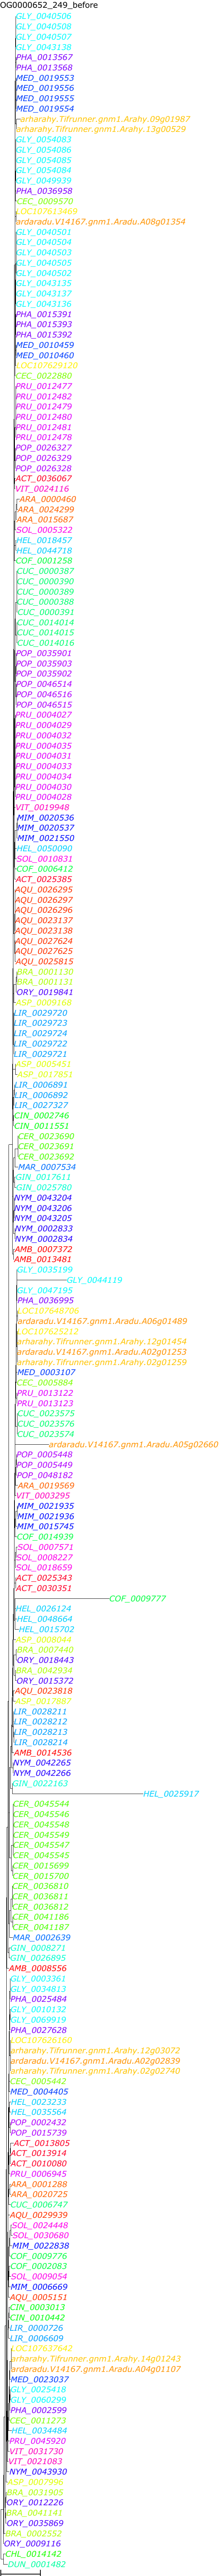 OG0000652_249_before
GLY_0040506
GLY_0040508
GLY_0040507
GLY_0043138
PHA_0013567
PHA_0013568
MED_0019553
MED_0019556
MED_0019555
MED_0019554
arharahy.Tifrunner.gnm1.Arahy.09g01987
arharahy.Tifrunner.gnm1.Arahy.13g00529
GLY_0054083
GLY_0054086
GLY_0054085
GLY_0054084
GLY_0049939
PHA_0036958
CEC_0009570
LOC107613469
ardaradu.V14167.gnm1.Aradu.A08g01354
GLY_0040501
GLY_0040504
GLY_0040503
GLY_0040505
GLY_0040502
GLY_0043135
GLY_0043137
GLY_0043136
PHA_0015391
PHA_0015393
PHA_0015392
MED_0010459
MED_0010460
LOC107629120
CEC_0022880
PRU_0012477
PRU_0012482
PRU_0012479
PRU_0012480
PRU_0012481
PRU_0012478
POP_0026327
POP_0026329
POP_0026328
ACT_0036067
VIT_0024116
ARA_0000460
ARA_0024299
ARA_0015687
SOL_0005322
HEL_0018457
HEL_0044718
COF_0001258
CUC_0000387
CUC_0000390
CUC_0000389
CUC_0000388
CUC_0000391
CUC_0014014
CUC_0014015
CUC_0014016
POP_0035901
POP_0035903
POP_0035902
POP_0046514
POP_0046516
POP_0046515
PRU_0004027
PRU_0004029
PRU_0004032
PRU_0004035
PRU_0004031
PRU_0004033
PRU_0004034
PRU_0004030
PRU_0004028
VIT_0019948
MIM_0020536
MIM_0020537
MIM_0021550
HEL_0050090
SOL_0010831
COF_0006412
ACT_0025385
AQU_0026295
AQU_0026297
AQU_0026296
AQU_0023137
AQU_0023138
AQU_0027624
AQU_0027625
AQU_0025815
BRA_0001130
BRA_0001131
ORY_0019841
ASP_0009168
LIR_0029720
LIR_0029723
LIR_0029724
LIR_0029722
LIR_0029721
ASP_0005451
ASP_0017851
LIR_0006891
LIR_0006892
LIR_0027327
CIN_0002746
CIN_0011551
CER_0023690
CER_0023691
CER_0023692
MAR_0007534
GIN_0017611
GIN_0025780
NYM_0043204
NYM_0043206
NYM_0043205
NYM_0002833
NYM_0002834
AMB_0007372
AMB_0013481
GLY_0035199
GLY_0044119
GLY_0047195
PHA_0036995
LOC107648706
ardaradu.V14167.gnm1.Aradu.A06g01489
LOC107625212
arharahy.Tifrunner.gnm1.Arahy.12g01454
ardaradu.V14167.gnm1.Aradu.A02g01253
arharahy.Tifrunner.gnm1.Arahy.02g01259
MED_0003107
CEC_0005884
PRU_0013122
PRU_0013123
CUC_0023575
CUC_0023576
CUC_0023574
ardaradu.V14167.gnm1.Aradu.A05g02660
POP_0005448
POP_0005449
POP_0048182
ARA_0019569
VIT_0003295
MIM_0021935
MIM_0021936
MIM_0015745
COF_0014939
SOL_0007571
SOL_0008227
SOL_0018659
ACT_0025343
ACT_0030351
COF_0009777
HEL_0026124
HEL_0048664
HEL_0015702
ASP_0006044
BRA_0007440
ORY_0018443
BRA_0042934
ORY_0015372
AQU_0023818
ASP_0017887
LIR_0028211
LIR_0028212
LIR_0028213
LIR_0028214
AMB_0014536
NYM_0042265
NYM_0042266
GIN_0022163
HEL_0025917
CER_0045544
CER_0045546
CER_0045548
CER_0045549
CER_0045547
CER_0045545
CER_0015699
CER_0015700
CER_0036810
CER_0036811
CER_0036812
CER_0041186
CER_0041187
MAR_0002639
GIN_0009271
GIN_0026895
AMB_0008556
GLY_0003361
GLY_0034813
PHA_0025484
GLY_0010132
GLY_0069919
PHA_0027628
LOC107626160
arharahy.Tifrunner.gnm1.Arahy.12g03072
ardaradu.V14167.gnm1.Aradu.A02g02839
arharahy.Tifrunner.gnm1.Arahy.02g02740
CEC_0005442
MED_0004405
HEL_0023233
HEL_0035564
POP_0002432
POP_0015739
ACT_0013805
ACT_0013914
ACT_0010080
PRU_0006945
ARA_0001288
ARA_0020725
CUC_0006747
AQU_0029939
SOL_0024448
SOL_0030680
MIM_0022838
COF_0009776
COF_0002083
SOL_0009054
MIM_0006669
AQU_0005151
CIN_0003013
CIN_0010442
LIR_0000726
LIR_0006609
LOC107637642
arharahy.Tifrunner.gnm1.Arahy.14g01243
ardaradu.V14167.gnm1.Aradu.A04g01107
MED_0023037
GLY_0025418
GLY_0060299
PHA_0002599
CEC_0011273
HEL_0034484
PRU_0045920
VIT_0031730
VIT_0021083
NYM_0043930
ASP_0007996
BRA_0031905
ORY_0012226
BRA_0041141
ORY_0035869
BRA_0002552
ORY_0009116
CHL_0014142
DUN_0001482